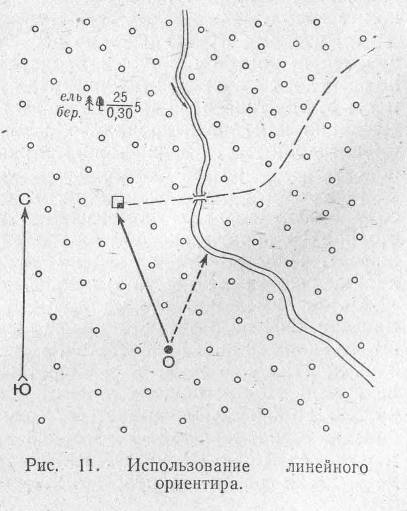 ель 25 5
бер. 0,30
С
О
Ю
Рис. 11. Использование линейного
ориентира.